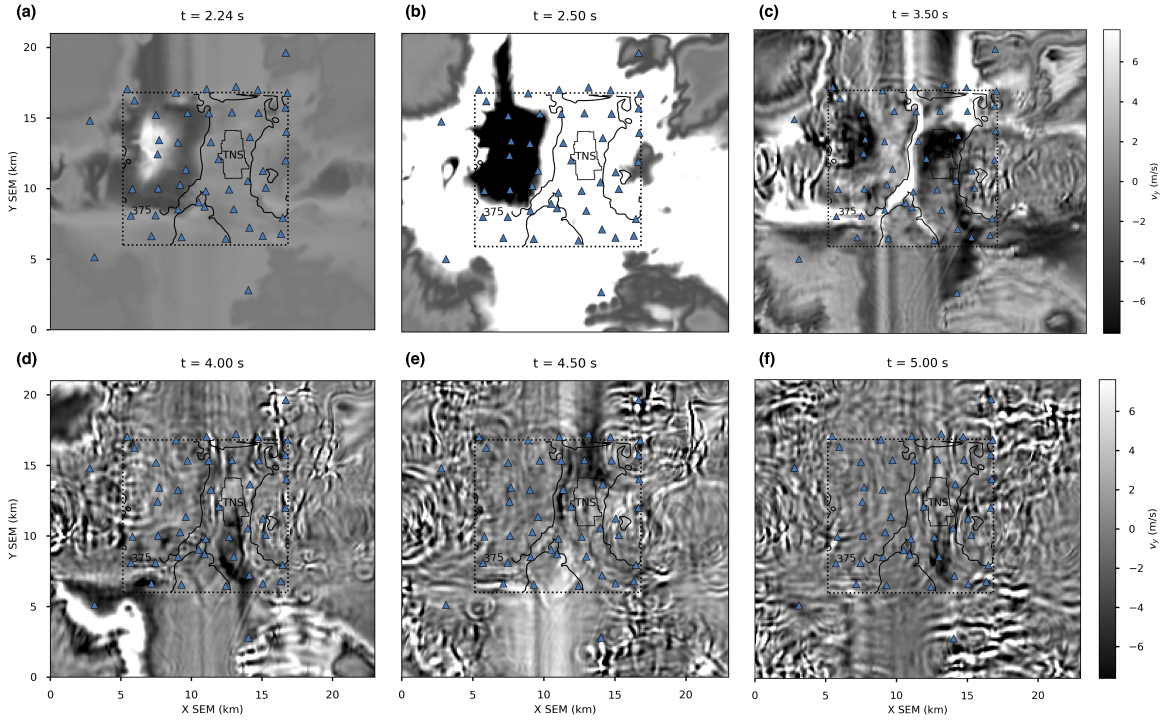 (a) t = 2.24 s (b) t = 2.50 s (c) t = 3.50 s
20
15
10
5
0
Y SEM (km)
TNS
375
TNS
375
375
6
4
2
0
−2
−4
−6
v_y (m/s)
(d) t = 4.00 s (e) t = 4.50 s (f) t = 5.00 s
20
15
10
5
0
Y SEM (km)
TNS
375
TNS
375
TNS
375
6
4
2
0
−2
−4
−6
v_y (m/s)
0 5 10 15 20 0 5 10 15 20 0 5 10 15 20
X SEM (km) X SEM (km) X SEM (km)